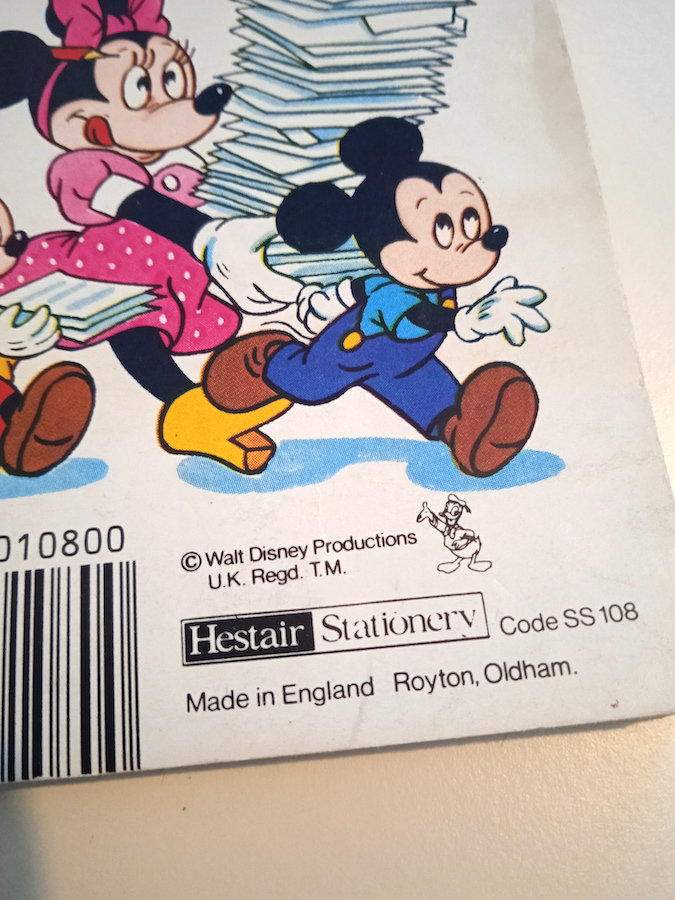 010800
© Walt Disney Productions
U.K. Regd. T.M.
Hestair Stationery Code SS 108
Made in England Royton, Oldham.